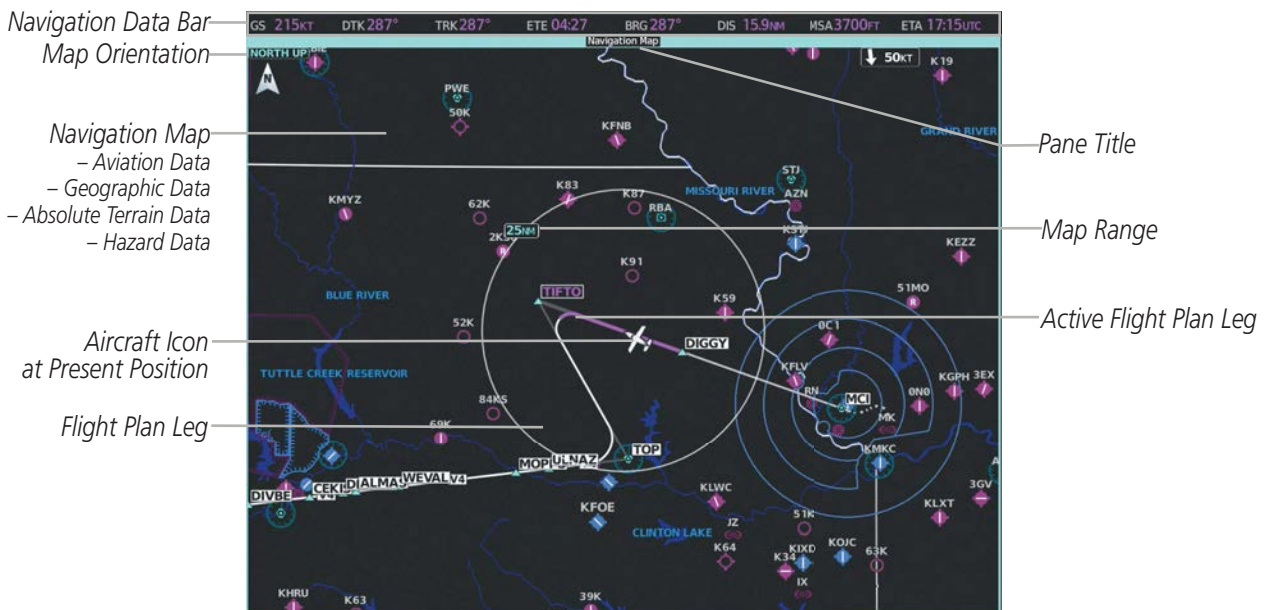 Navigation Data Bar
GS 215KT DTK 287° TRK 287° ETE 04:27 BRG 287° DIS 15.9NM MSA 3700FT ETA 17:15UTC
Map Orientation
Navigation Map
NORTH UP
N
50KT
K19
PWE
50K
KFNB
GRAND RIVER
Navigation Map
– Aviation Data
– Geographic Data
– Absolute Terrain Data
– Hazard Data
Pane Title
STJ
MISSOURI RIVER
AZN
K83
K87
KMYZ
62K
RBA
25NM
Map Range
KEZZ
K91
51MO
BLUE RIVER
TIFTO
K59
Active Flight Plan Leg
52K
0C1
DIGGY
Aircraft Icon
at Present Position
TUTTLE CREEK RESERVOIR
KFLV
KGPH
3EX
RN
MCI
0N0
84KS
MK
Flight Plan Leg
69K
TOP
KMKC
ULNAZ
WEVAL
V4
DIVBE
KLWC
3GV
KFOE
KLXT
51K
JZ
CLINTON LAKE
K64
KIXD
KOJC
63K
K34
IX
KHRU
K63
39K